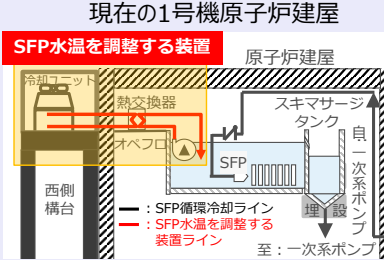 現在の1号機原子炉建屋
SFP水温を調整する装置
原子炉建屋
冷却ユニット
熱交換器
スキマサージ
タンク
オペフロ
SFP
自一次系ポンプ
西側
構台
埋設
：SFP循環冷却ライン
：SFP水温を調整する
装置ライン
至：一次系ポンプ